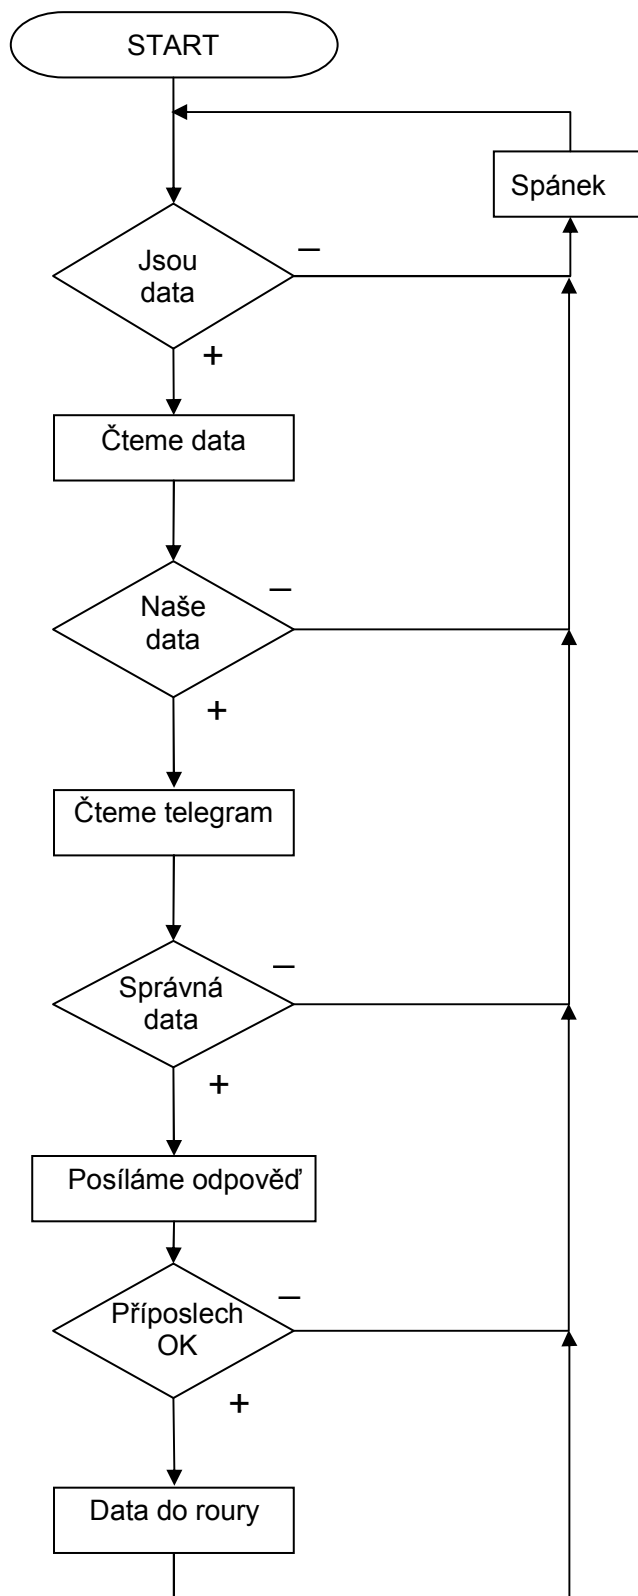 START
Spánek
–
Jsou
data
+
Čteme data
–
Naše
data
+
Čteme telegram
–
Správná
data
+
Posíláme odpověď
–
Příposlech
OK
+
Data do roury